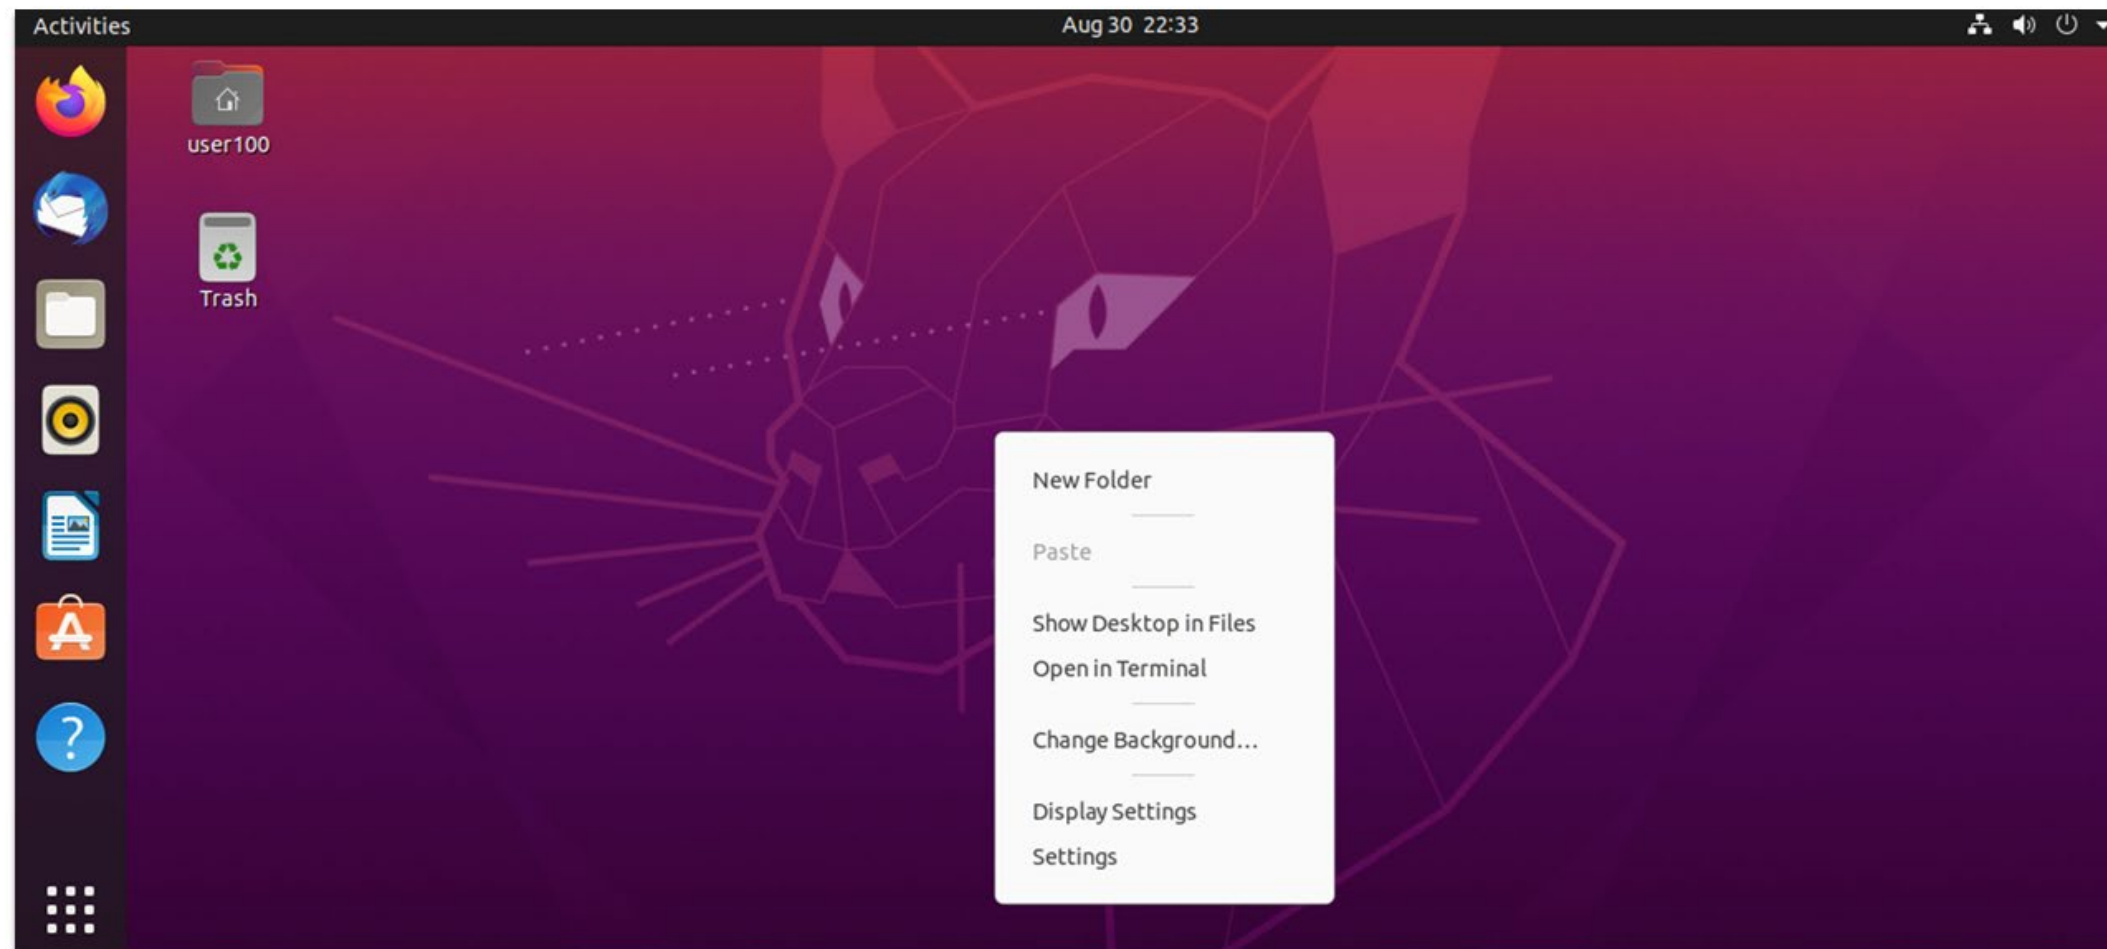 Activities
Aug 30 22:33
user100
Trash
New Folder
Paste
Show Desktop in Files
Open in Terminal
Change Background...
Display Settings
Settings